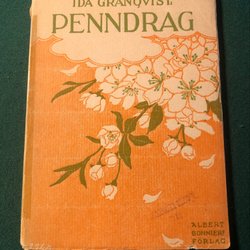 IDA GRANQVIST.
PENNDRAG
ALBERT
BONNIERS
FÖRLAG